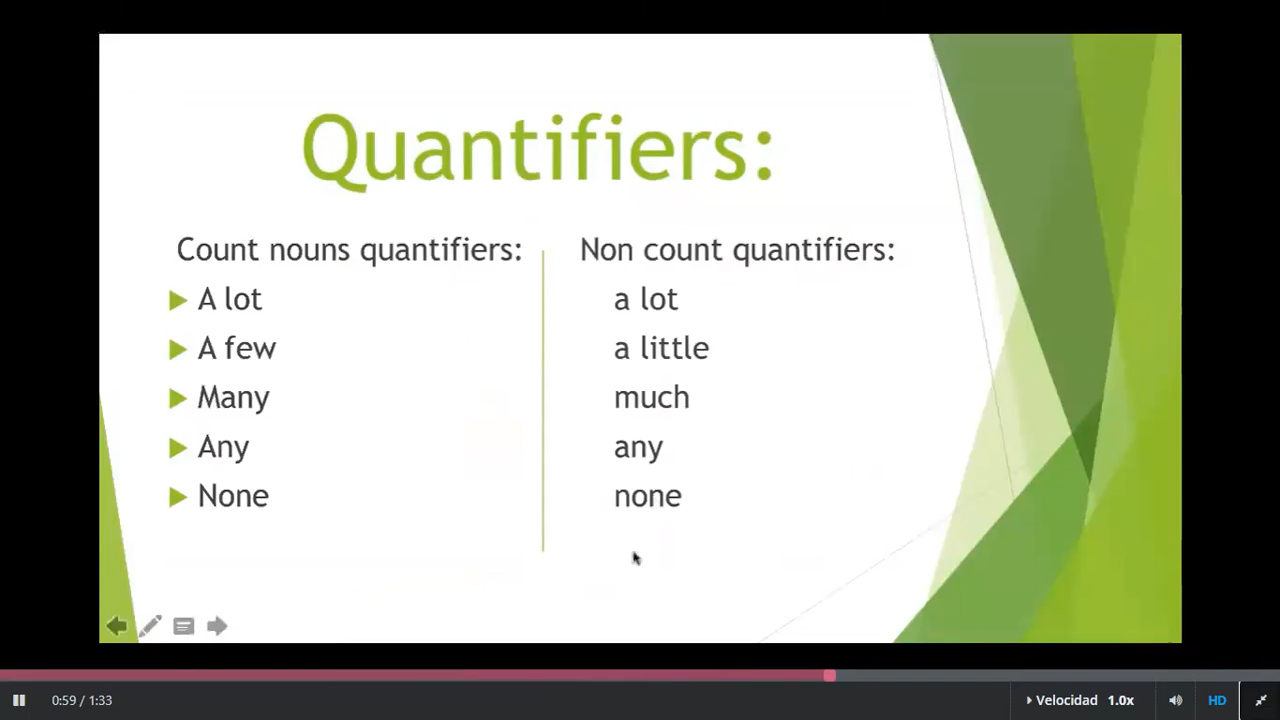 Quantifiers:
Count nouns quantifiers:
A lot
A few
Many
Any
None
Non count quantifiers:
a lot
a little
much
any
none
0:59 / 1:33
Velocidad 1.0x
HD